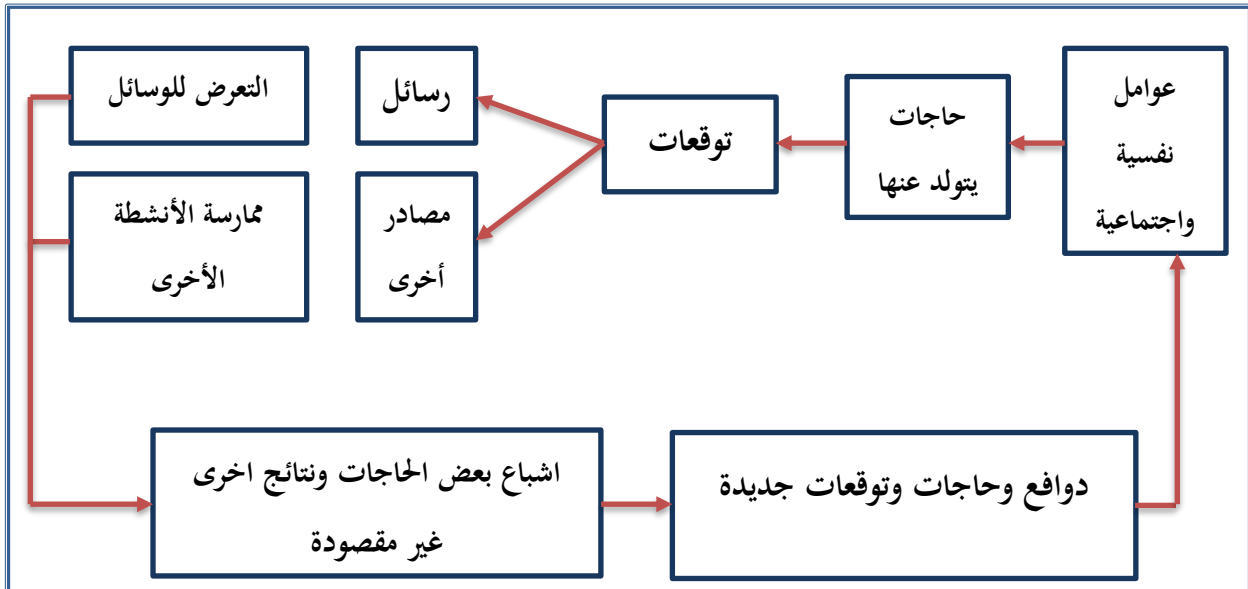 عوامل
نفسية
واجتماعية
حاجات
يتولد عنها
توقعات
رسائل
مصادر
أخرى
التعرض للوسائل
ممارسة الأنشطة
الأخرى
اشباع بعض الحاجات ونتائج اخرى
غير مقصودة
دوافع وحاجات وتوقعات جديدة